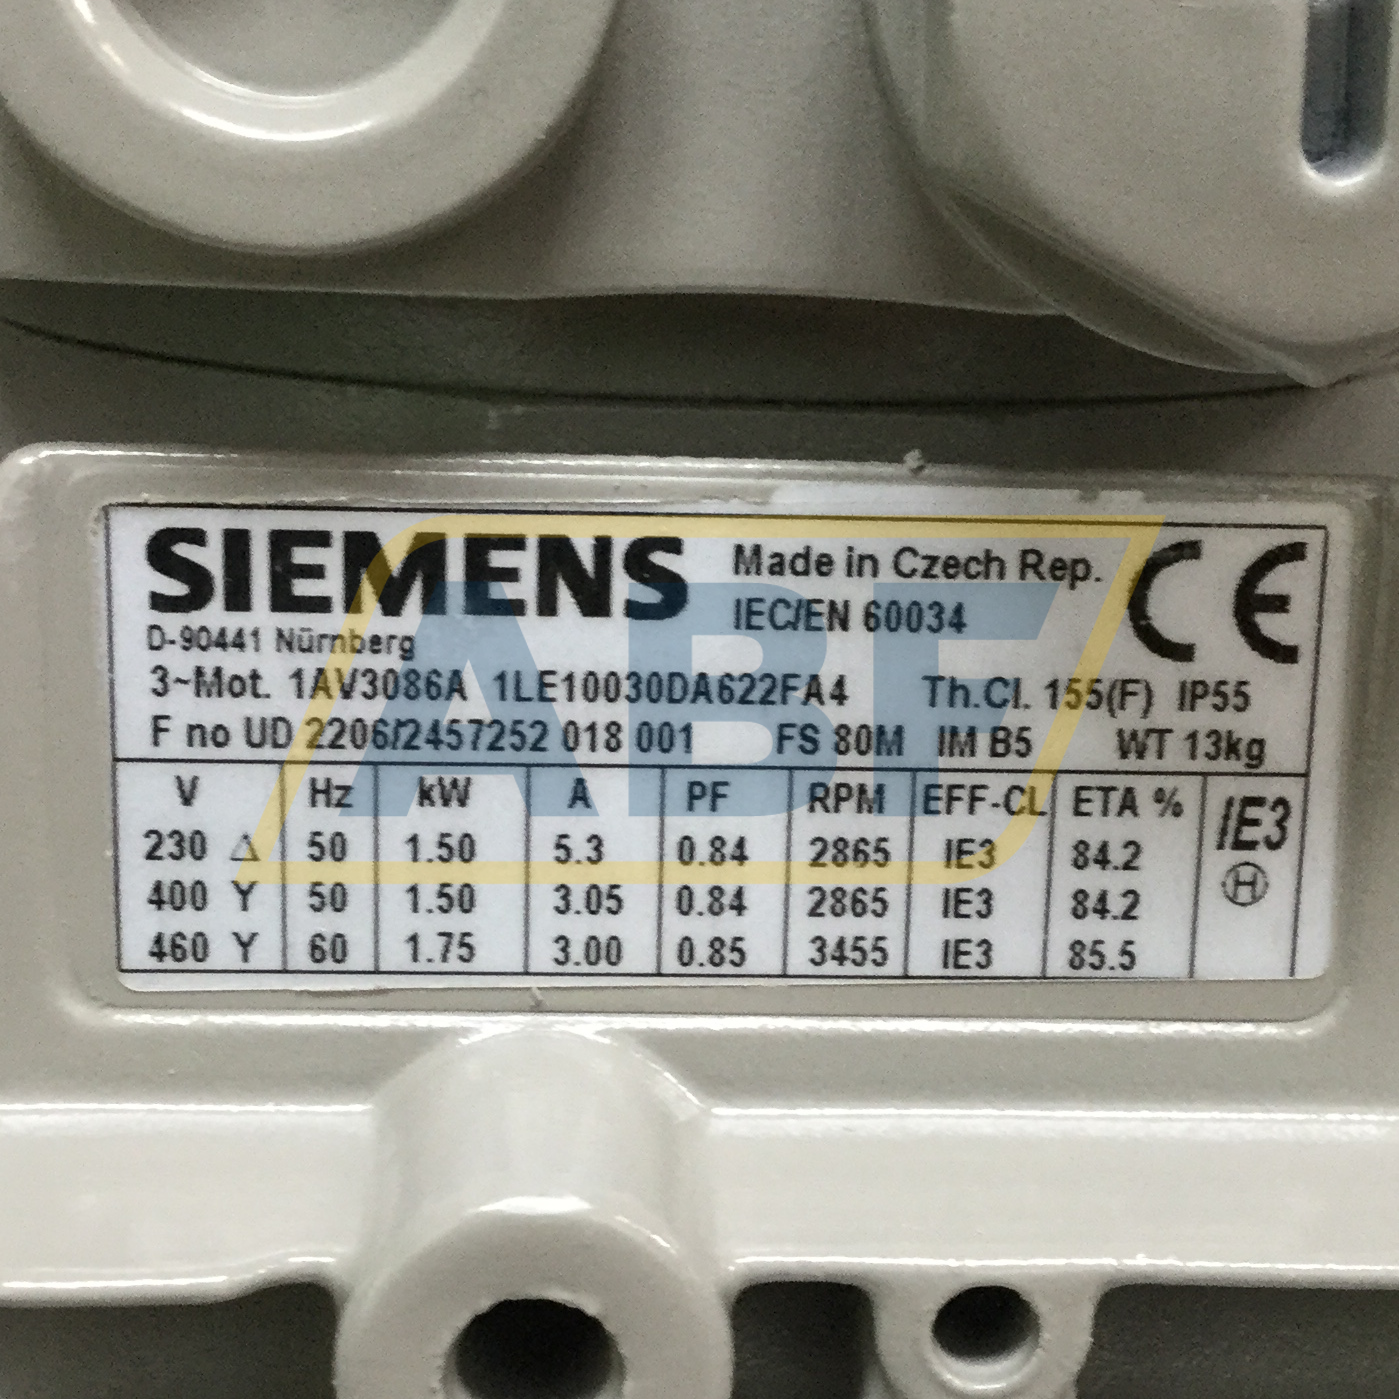 SIEMENS
Made in Czech Rep.
CE
IEC/EN 60034
D-90441 Nürnberg
3~Mot. 1AV3086A 1LE10030DA622FA4 Th.Cl. 155(F) IP55
F no UD 2206/2457252 018 001 FS 80M IM B5 WT 13kg
V Hz kW A PF RPM EFF-CL ETA % IE3
230 Δ 50 1.50 5.3 0.84 2865 IE3 84.2 H
400 Y 50 1.50 3.05 0.84 2865 IE3 84.2
460 Y 60 1.75 3.00 0.85 3455 IE3 85.5
ABF